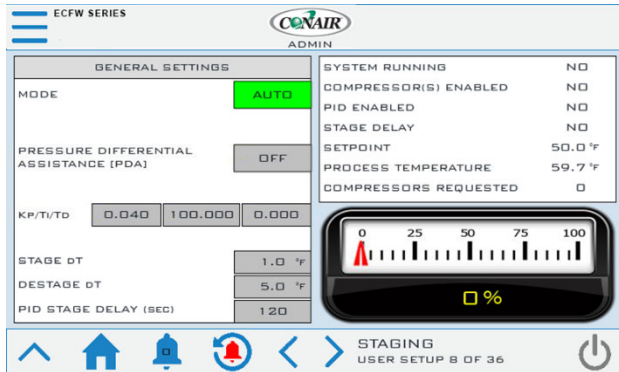 ECFW SERIES
CONAIR
ADMIN
GENERAL SETTINGS
MODE AUTO
PRESSURE DIFFERENTIAL
ASSISTANCE [PDA] OFF
KP/TI/TD 0.040 100.000 0.000
STAGE DT 1.0 °F
DESTAGE DT 5.0 °F
PID STAGE DELAY (SEC) 120
SYSTEM RUNNING NO
COMPRESSOR(S) ENABLED NO
PID ENABLED NO
STAGE DELAY NO
SETPOINT 50.0 °F
PROCESS TEMPERATURE 59.7 °F
COMPRESSORS REQUESTED 0
0 25 50 75 100
0 %
0
STAGING
USER SETUP 8 OF 36